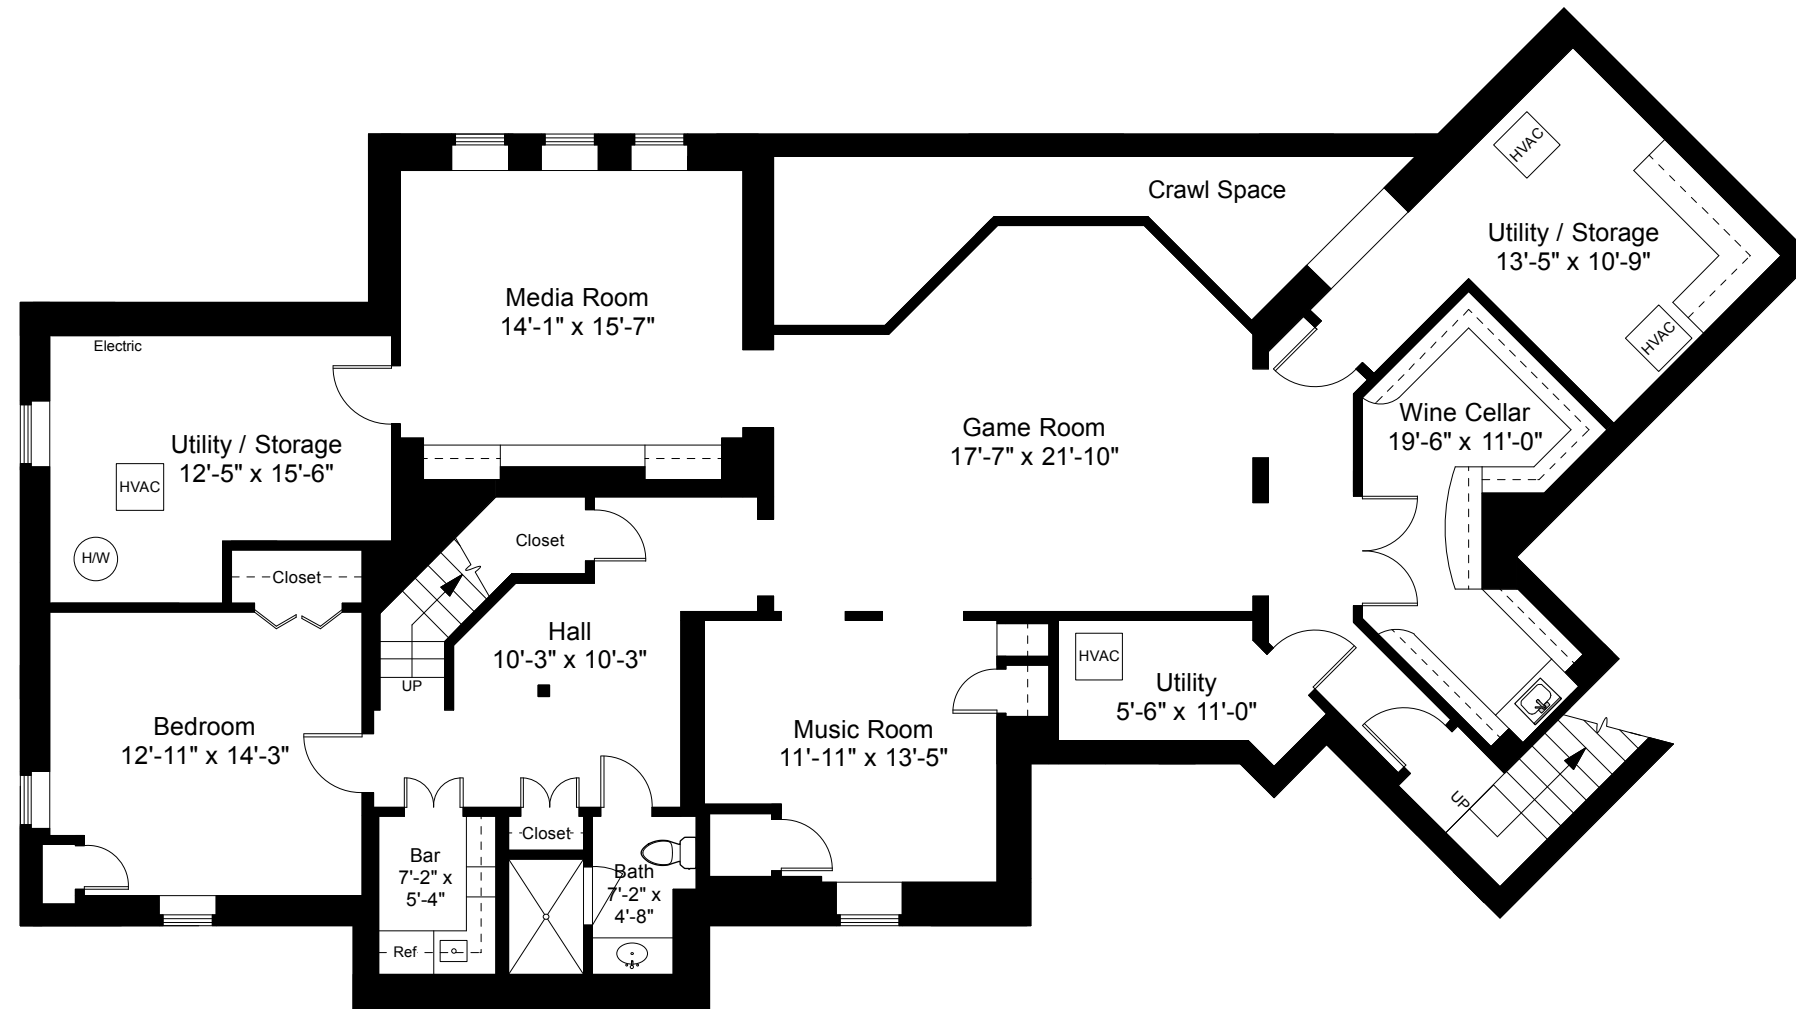 Crawl Space
HVAC
Utility / Storage
13'-5" x 10'-9"
HVAC
Media Room
14'-1" x 15'-7"
Electric
Utility / Storage
12'-5" x 15'-6"
HVAC
H/W
Game Room
17'-7" x 21'-10"
Wine Cellar
19'-6" x 11'-0"
Closet
Closet
UP
Hall
10'-3" x 10'-3"
Bedroom
12'-11" x 14'-3"
Music Room
11'-11" x 13'-5"
HVAC
Utility
5'-6" x 11'-0"
UP
Bar
7'-2" x
5'-4"
Ref
Closet
Bath
7'-2" x
4'-8"